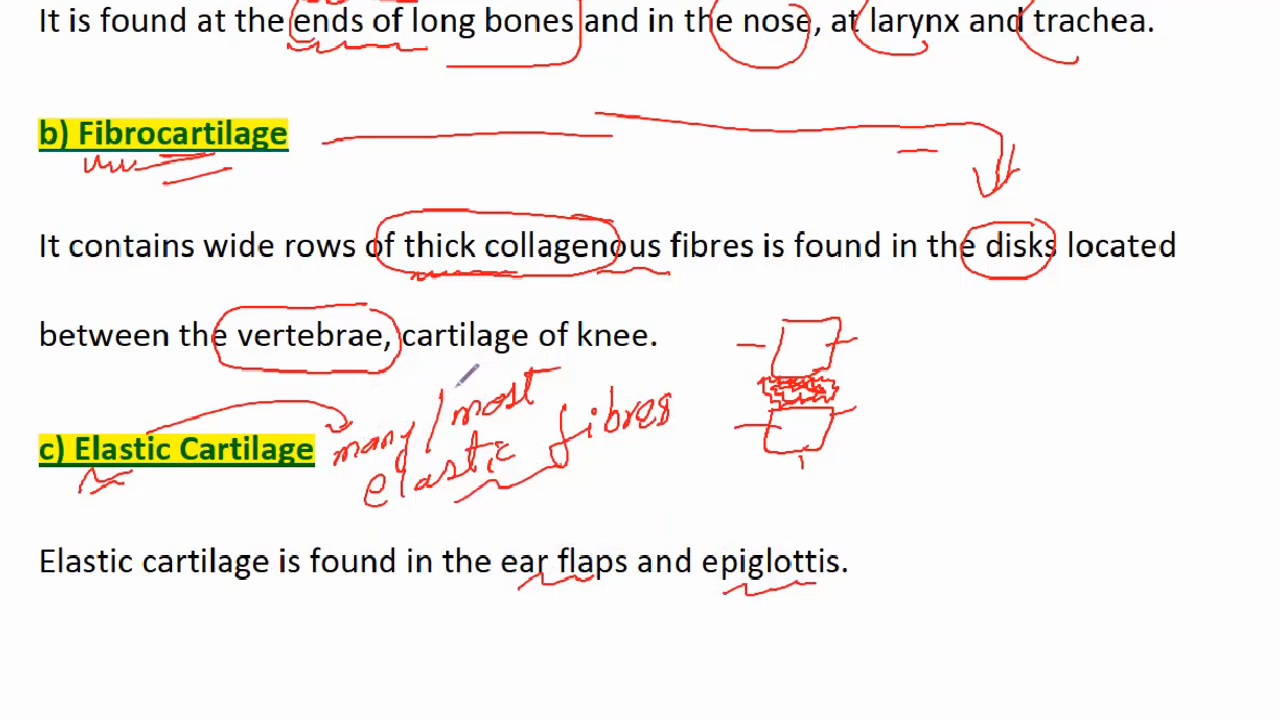 It is found at the ends of long bones and in the nose, at larynx and trachea.
b) Fibrocartilage
It contains wide rows of thick collagenous fibres is found in the disks located
between the vertebrae, cartilage of knee.
many/most
elastic fibres
c) Elastic Cartilage
Elastic cartilage is found in the ear flaps and epiglottis.